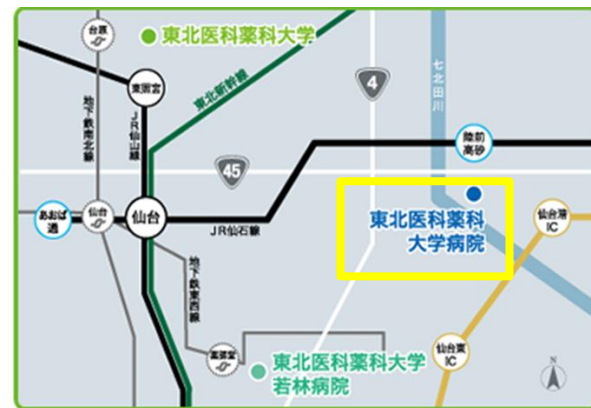 台原
東北医科薬科大学
東照宮
東北新幹線
4
七北田川
地下鉄南北線
JR仙山線
陸前
高砂
45
東北医科薬科
大学病院
あおば
通
仙台
仙台
JR仙石線
仙台港
IC
地下鉄東西線
薬師堂
東北医科薬科大学
若林病院
仙台東
IC
N